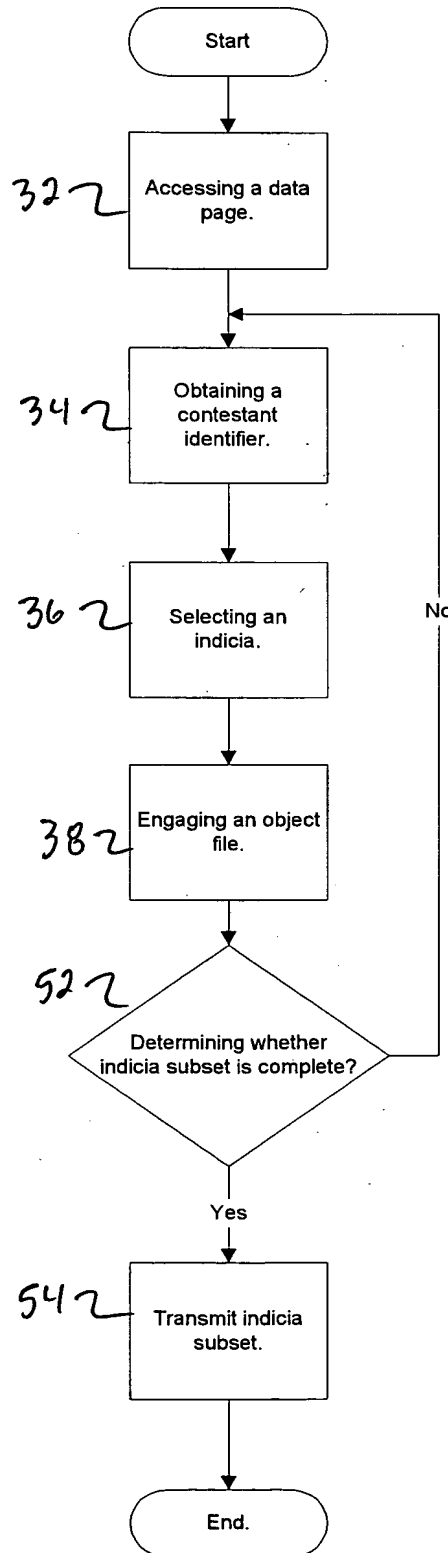 Start
32
Accessing a data
page.
34
Obtaining a
contestant
identifier.
36
Selecting an
indicia.
No
38
Engaging an object
file.
52
Determining whether
indicia subset is complete?
Yes
54
Transmit indicia
subset.
End.